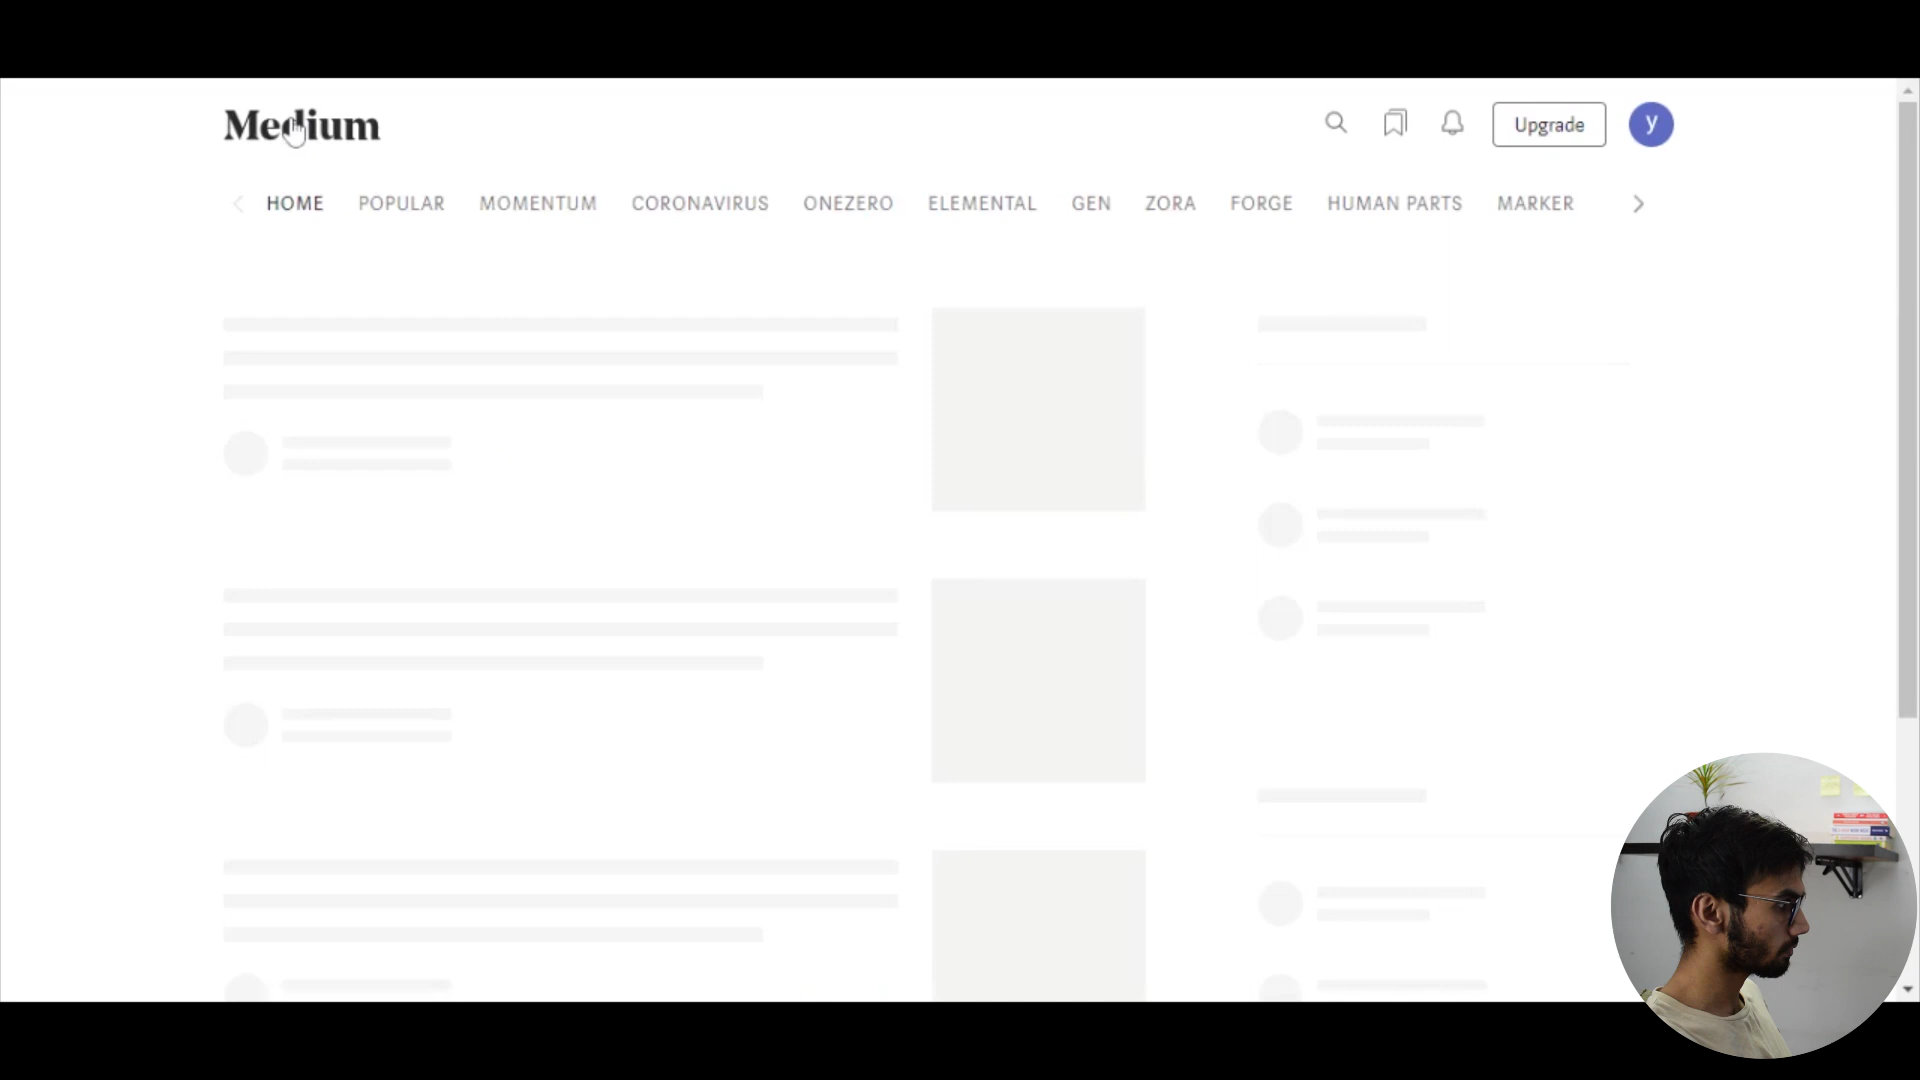 Medium
Upgrade
y
HOME POPULAR MOMENTUM CORONAVIRUS ONEZERO ELEMENTAL GEN ZORA FORGE HUMAN PARTS MARKER